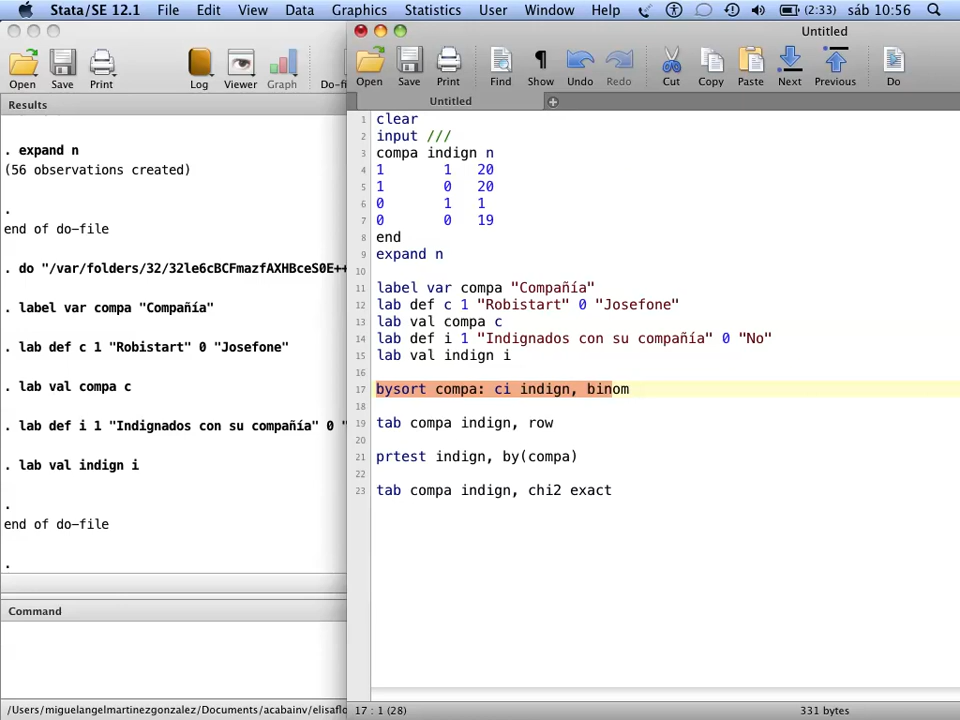 Stata/SE 12.1 File Edit View Data Graphics Statistics User Window Help (2:33) sáb 10:56
Untitled
Open Save Print Log Viewer Graph Do-fi
Open Save Print Find Show Undo Redo Cut Copy Paste Next Previous Do
Results
Untitled
. expand n
(56 observations created)
.
end of do-file
. do "/var/folders/32/32le6cBCFmazfAXHBceS0E++
. label var compa "Compañía"
. lab def c 1 "Robistart" 0 "Josefone"
. lab val compa c
. lab def i 1 "Indignados con su compañía" 0 "
. lab val indign i
.
end of do-file
.
Command
/Users/miguelangelmartinezgonzalez/Documents/acabainv/elisaflo
1 clear
2 input ///
3 compa indign n
4 1 1 20
5 1 0 20
6 0 1 1
7 0 0 19
8 end
9 expand n
10
11 label var compa "Compañía"
12 lab def c 1 "Robistart" 0 "Josefone"
13 lab val compa c
14 lab def i 1 "Indignados con su compañía" 0 "No"
15 lab val indign i
16
17 bysort compa: ci indign, binom
18
19 tab compa indign, row
20
21 prtest indign, by(compa)
22
23 tab compa indign, chi2 exact
17 : 1 (28) 331 bytes